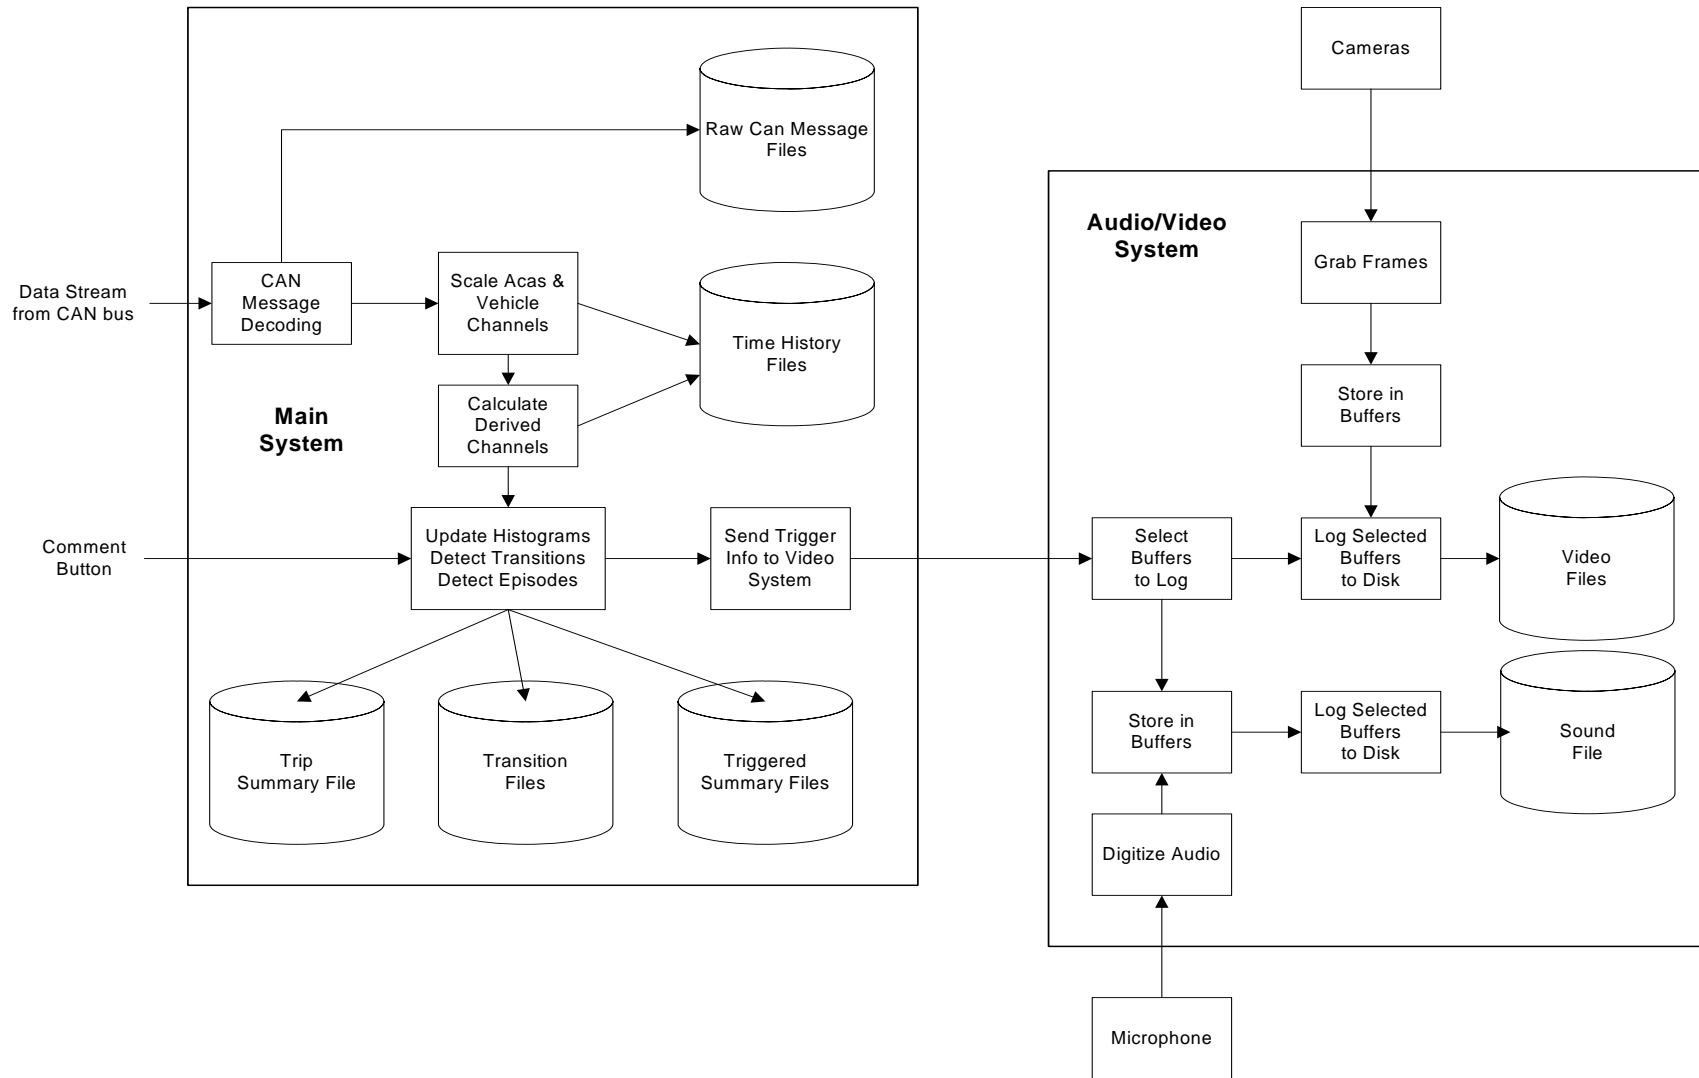 Cameras
Raw Can Message
Files
Audio/Video
System
Grab Frames
Data Stream
from CAN bus
CAN
Message
Decoding
Scale Acas &
Vehicle
Channels
Time History
Files
Main
System
Calculate
Derived
Channels
Store in
Buffers
Comment
Button
Update Histograms
Detect Transitions
Detect Episodes
Send Trigger
Info to Video
System
Select
Buffers
to Log
Log Selected
Buffers
to Disk
Video
Files
Trip
Summary File
Transition
Files
Triggered
Summary Files
Store in
Buffers
Log Selected
Buffers
to Disk
Sound
File
Digitize Audio
Microphone